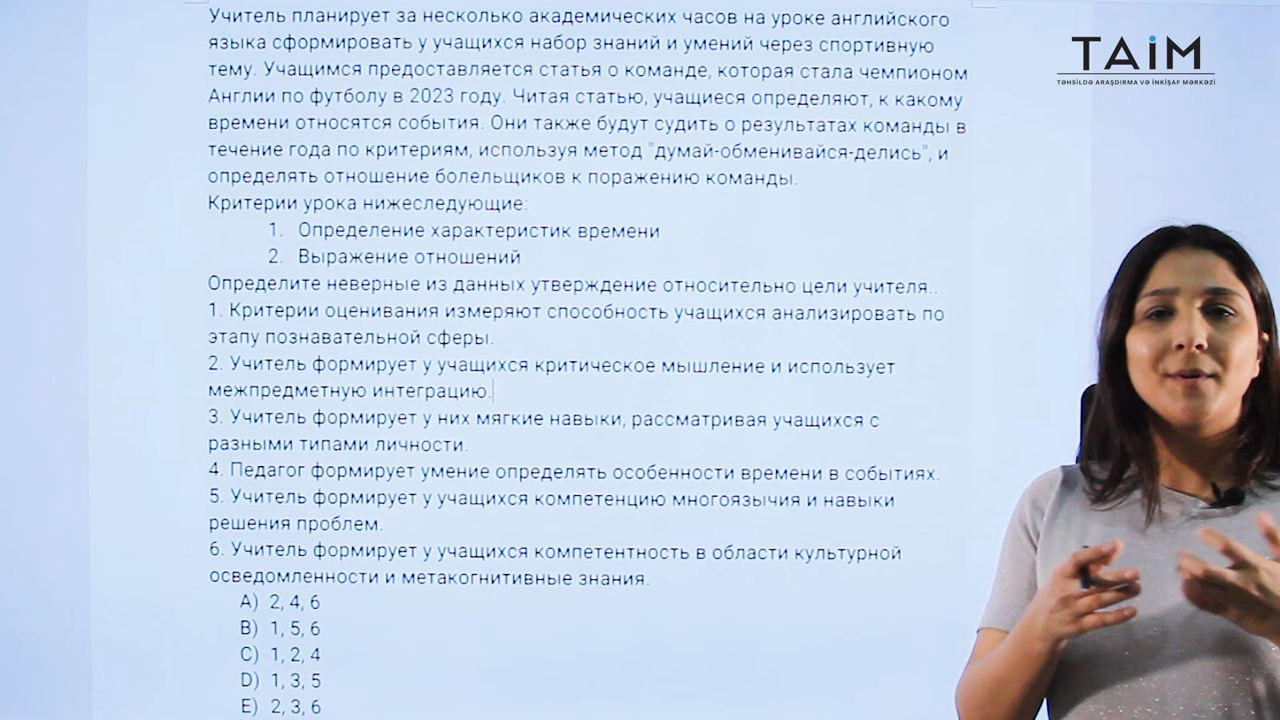 Учитель планирует за несколько академических часов на уроке английского
языка сформировать у учащихся набор знаний и умений через спортивную
тему. Учащимся предоставляется статья о команде, которая стала чемпионом
Англии по футболу в 2023 году. Читая статью, учащиеся определяют, к какому
времени относятся события. Они также будут судить о результатах команды в
течение года по критериям, используя метод "думай-обменивайся-делись", и
определять отношение болельщиков к поражению команды.
Критерии урока нижеследующие:
1. Определение характеристик времени
2. Выражение отношений
Определите неверные из данных утверждение относительно цели учителя..
1. Критерии оценивания измеряют способность учащихся анализировать по
этапу познавательной сферы.
2. Учитель формирует у учащихся критическое мышление и использует
межпредметную интеграцию.
3. Учитель формирует у них мягкие навыки, рассматривая учащихся с
разными типами личности.
4. Педагог формирует умение определять особенности времени в событиях.
5. Учитель формирует у учащихся компетенцию многоязычия и навыки
решения проблем.
6. Учитель формирует у учащихся компетентность в области культурной
осведомленности и метакогнитивные знания.
A) 2, 4, 6
B) 1, 5, 6
C) 1, 2, 4
D) 1, 3, 5
E) 2, 3, 6
TAiM
TƏHSİLDƏ ARAŞDIRMA VƏ İNKİŞAF MƏRKƏZİ